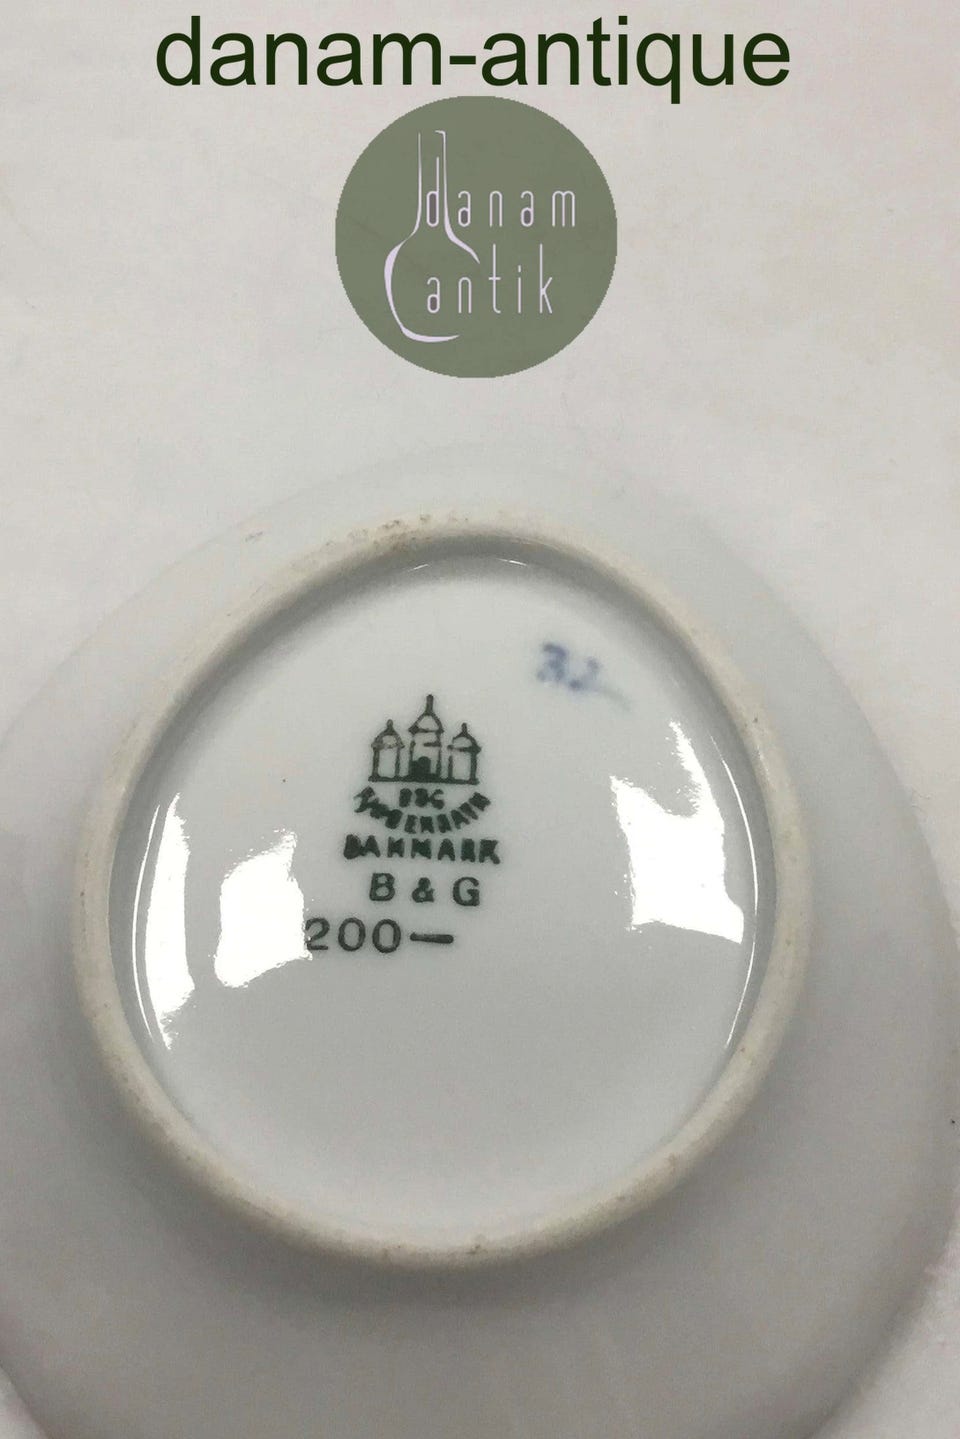 danam-antique
danam
antik
B&G
KJØBENHAVN
DANMARK
B & G
200—